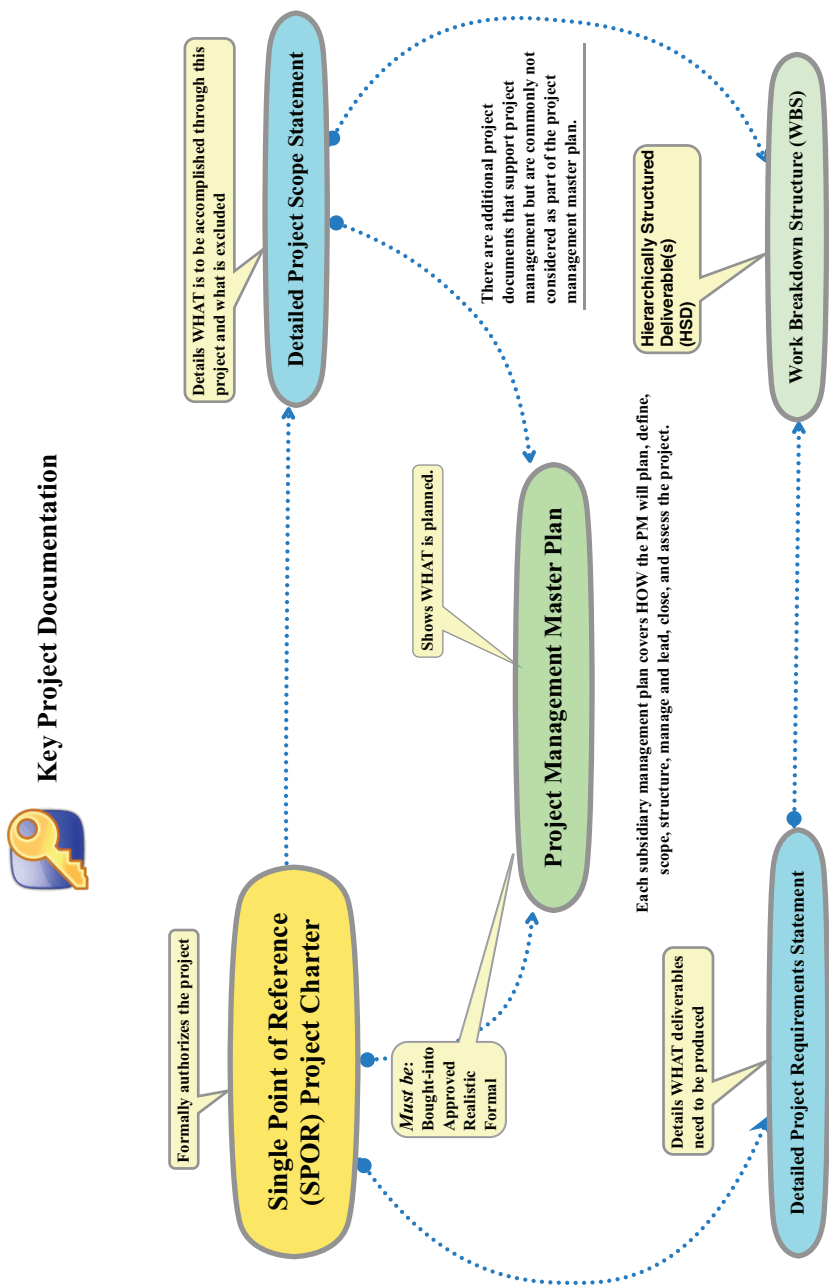 Key Project Documentation
Formally authorizes the project
Single Point of Reference
(SPOR) Project Charter
Details WHAT is to be accomplished through this
project and what is excluded
Detailed Project Scope Statement
Must be:
Bought-into
Approved
Realistic
Formal
Shows WHAT is planned.
Project Management Master Plan
There are additional project
documents that support project
management but are commonly not
considered as part of the project
management master plan.
Each subsidiary management plan covers HOW the PM will plan, define,
scope, structure, manage and lead, close, and assess the project.
Details WHAT deliverables
need to be produced
Detailed Project Requirements Statement
Hierarchically Structured
Deliverable(s)
(HSD)
Work Breakdown Structure (WBS)